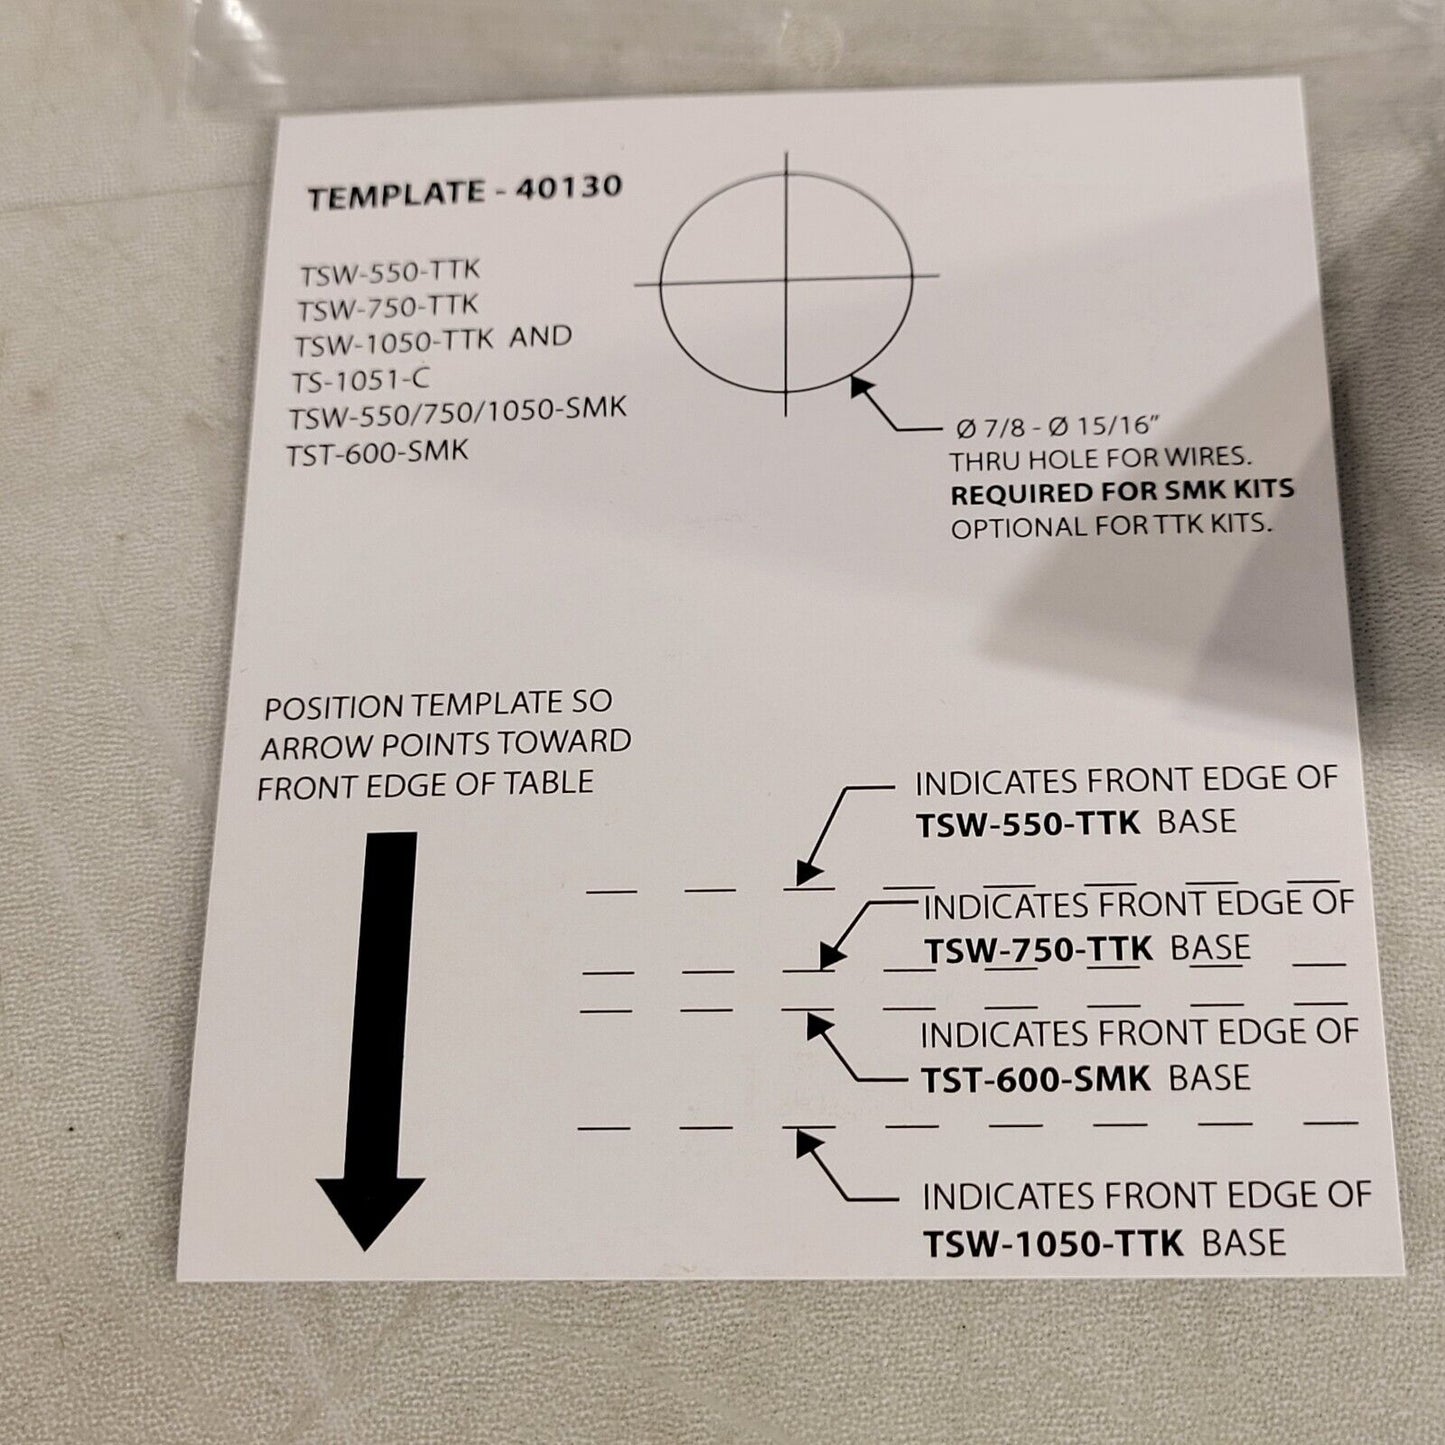 TEMPLATE - 40130
TSW-550-TTK
TSW-750-TTK
TSW-1050-TTK AND
TS-1051-C
TSW-550/750/1050-SMK
TST-600-SMK
Ø 7/8 - Ø 15/16”
THRU HOLE FOR WIRES.
REQUIRED FOR SMK KITS
OPTIONAL FOR TTK KITS.
POSITION TEMPLATE SO
ARROW POINTS TOWARD
FRONT EDGE OF TABLE
INDICATES FRONT EDGE OF
TSW-550-TTK BASE
INDICATES FRONT EDGE OF
TSW-750-TTK BASE
INDICATES FRONT EDGE OF
TST-600-SMK BASE
INDICATES FRONT EDGE OF
TSW-1050-TTK BASE